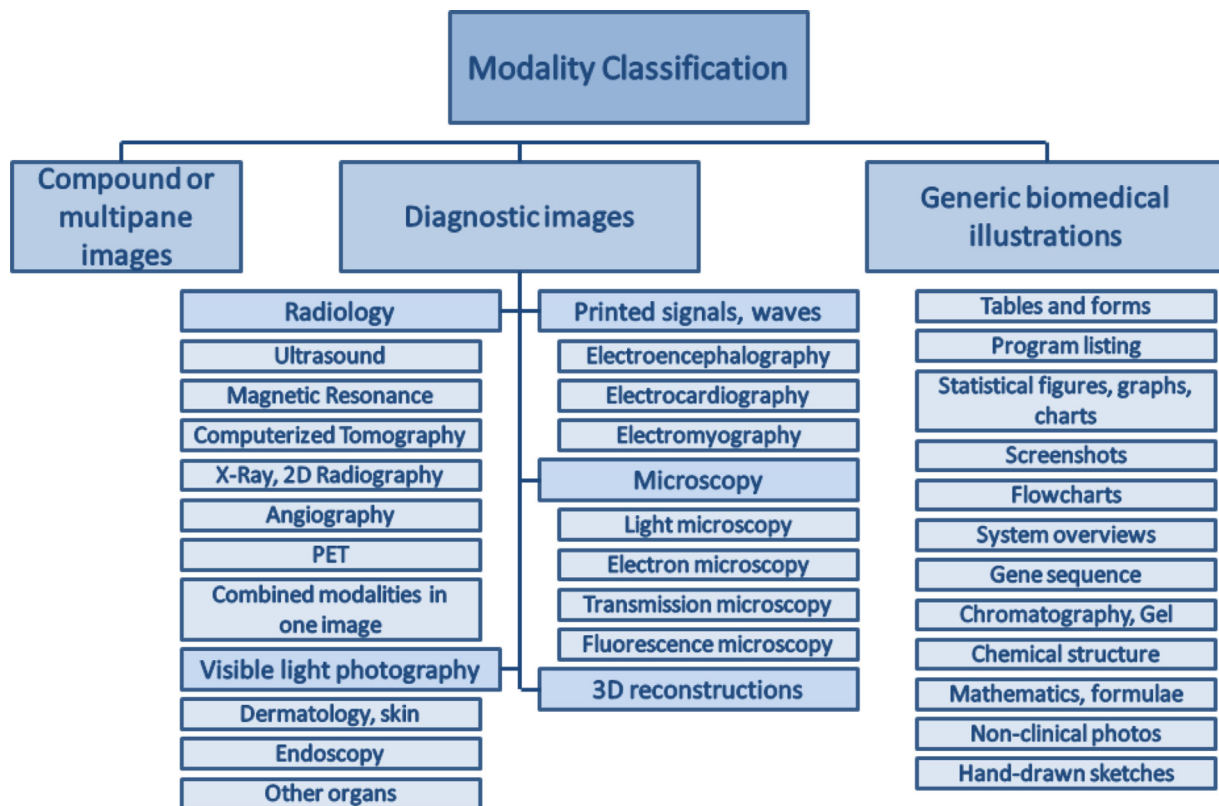 Modality Classification
Compound or
multipane
images
Diagnostic images
Generic biomedical
illustrations
Radiology
Ultrasound
Magnetic Resonance
Computerized Tomography
X-Ray, 2D Radiography
Angiography
PET
Combined modalities in
one image
Visible light photography
Dermatology, skin
Endoscopy
Other organs
Printed signals, waves
Electroencephalography
Electrocardiography
Electromyography
Microscopy
Light microscopy
Electron microscopy
Transmission microscopy
Fluorescence microscopy
3D reconstructions
Tables and forms
Program listing
Statistical figures, graphs,
charts
Screenshots
Flowcharts
System overviews
Gene sequence
Chromatography, Gel
Chemical structure
Mathematics, formulae
Non-clinical photos
Hand-drawn sketches